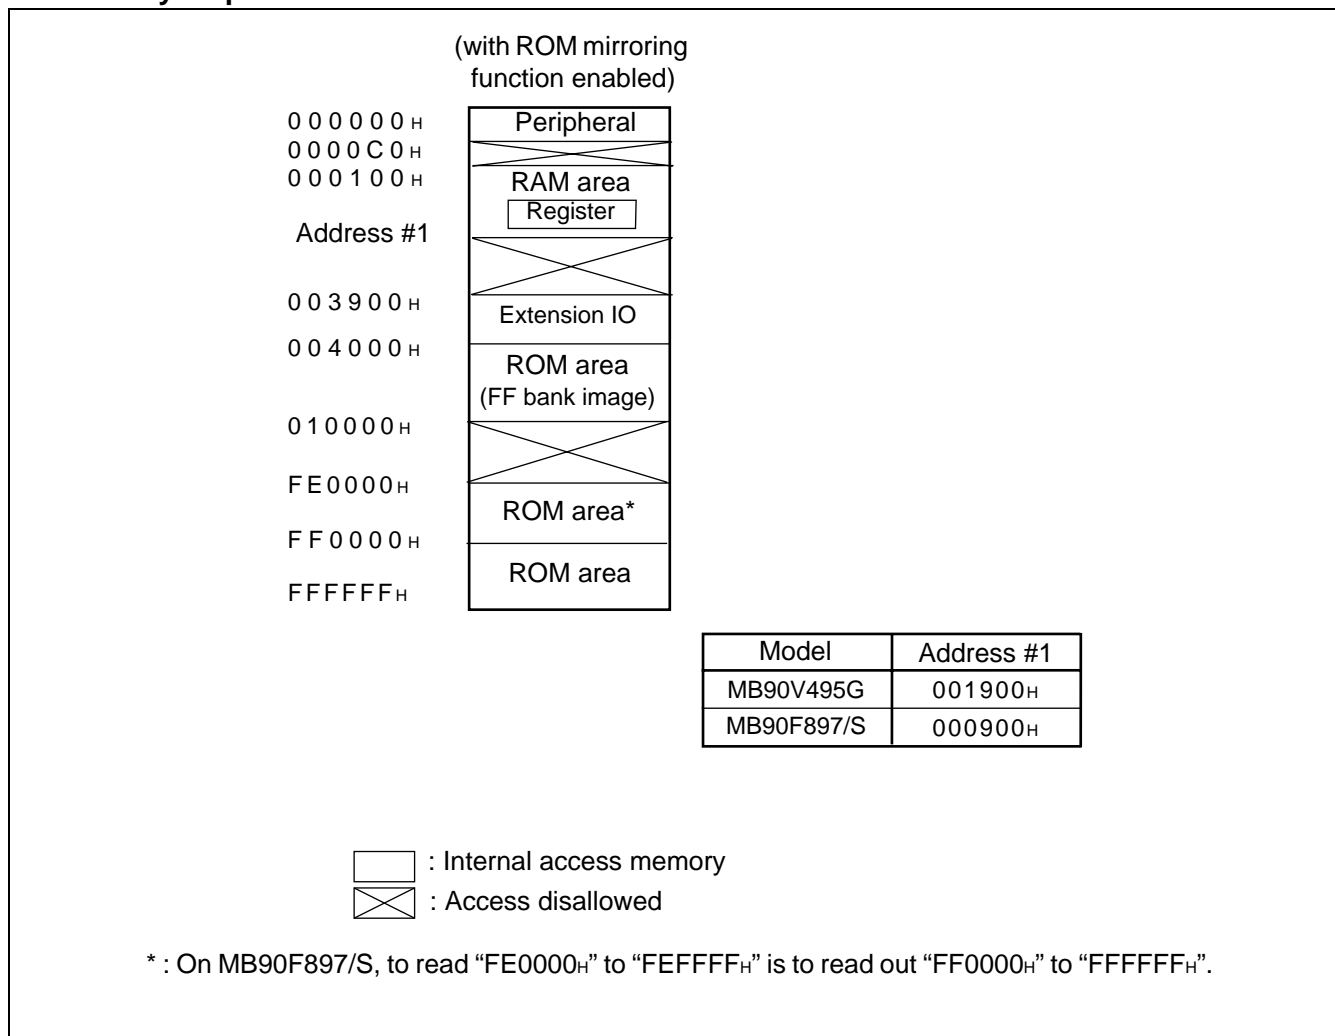 (with ROM mirroring
function enabled)
000000H
Peripheral
0000C0H
000100H
RAM area
Register
Address #1
003900H
Extension IO
004000H
ROM area
(FF bank image)
010000H
FE0000H
ROM area*
FF0000H
ROM area
FFFFFFH
Model Address #1
MB90V495G 001900H
MB90F897/S 000900H
: Internal access memory
: Access disallowed
* : On MB90F897/S, to read “FE0000H” to “FEFFFFH” is to read out “FF0000H” to “FFFFFFH”.